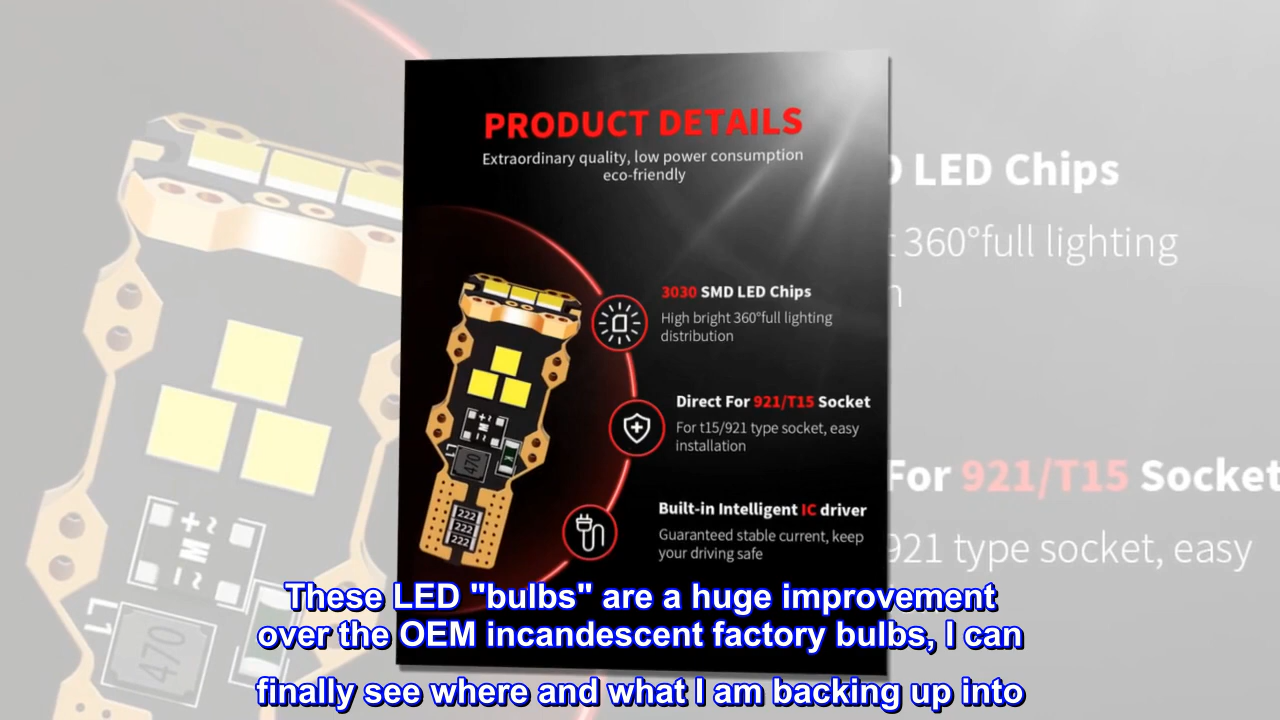 PRODUCT DETAILS
Extraordinary quality, low power consumption
eco-friendly
3030 SMD LED Chips
High bright 360°full lighting
distribution
Direct For 921/T15 Socket
For t15/921 type socket, easy
installation
Built-in Intelligent IC driver
Guaranteed stable current, keep
your driving safe
470
222
222
222
LED Chips
360°full lighting
For 921/T15 Socket
921 type socket, easy
L1
470
These LED "bulbs" are a huge improvement
over the OEM incandescent factory bulbs, I can
finally see where and what I am backing up into